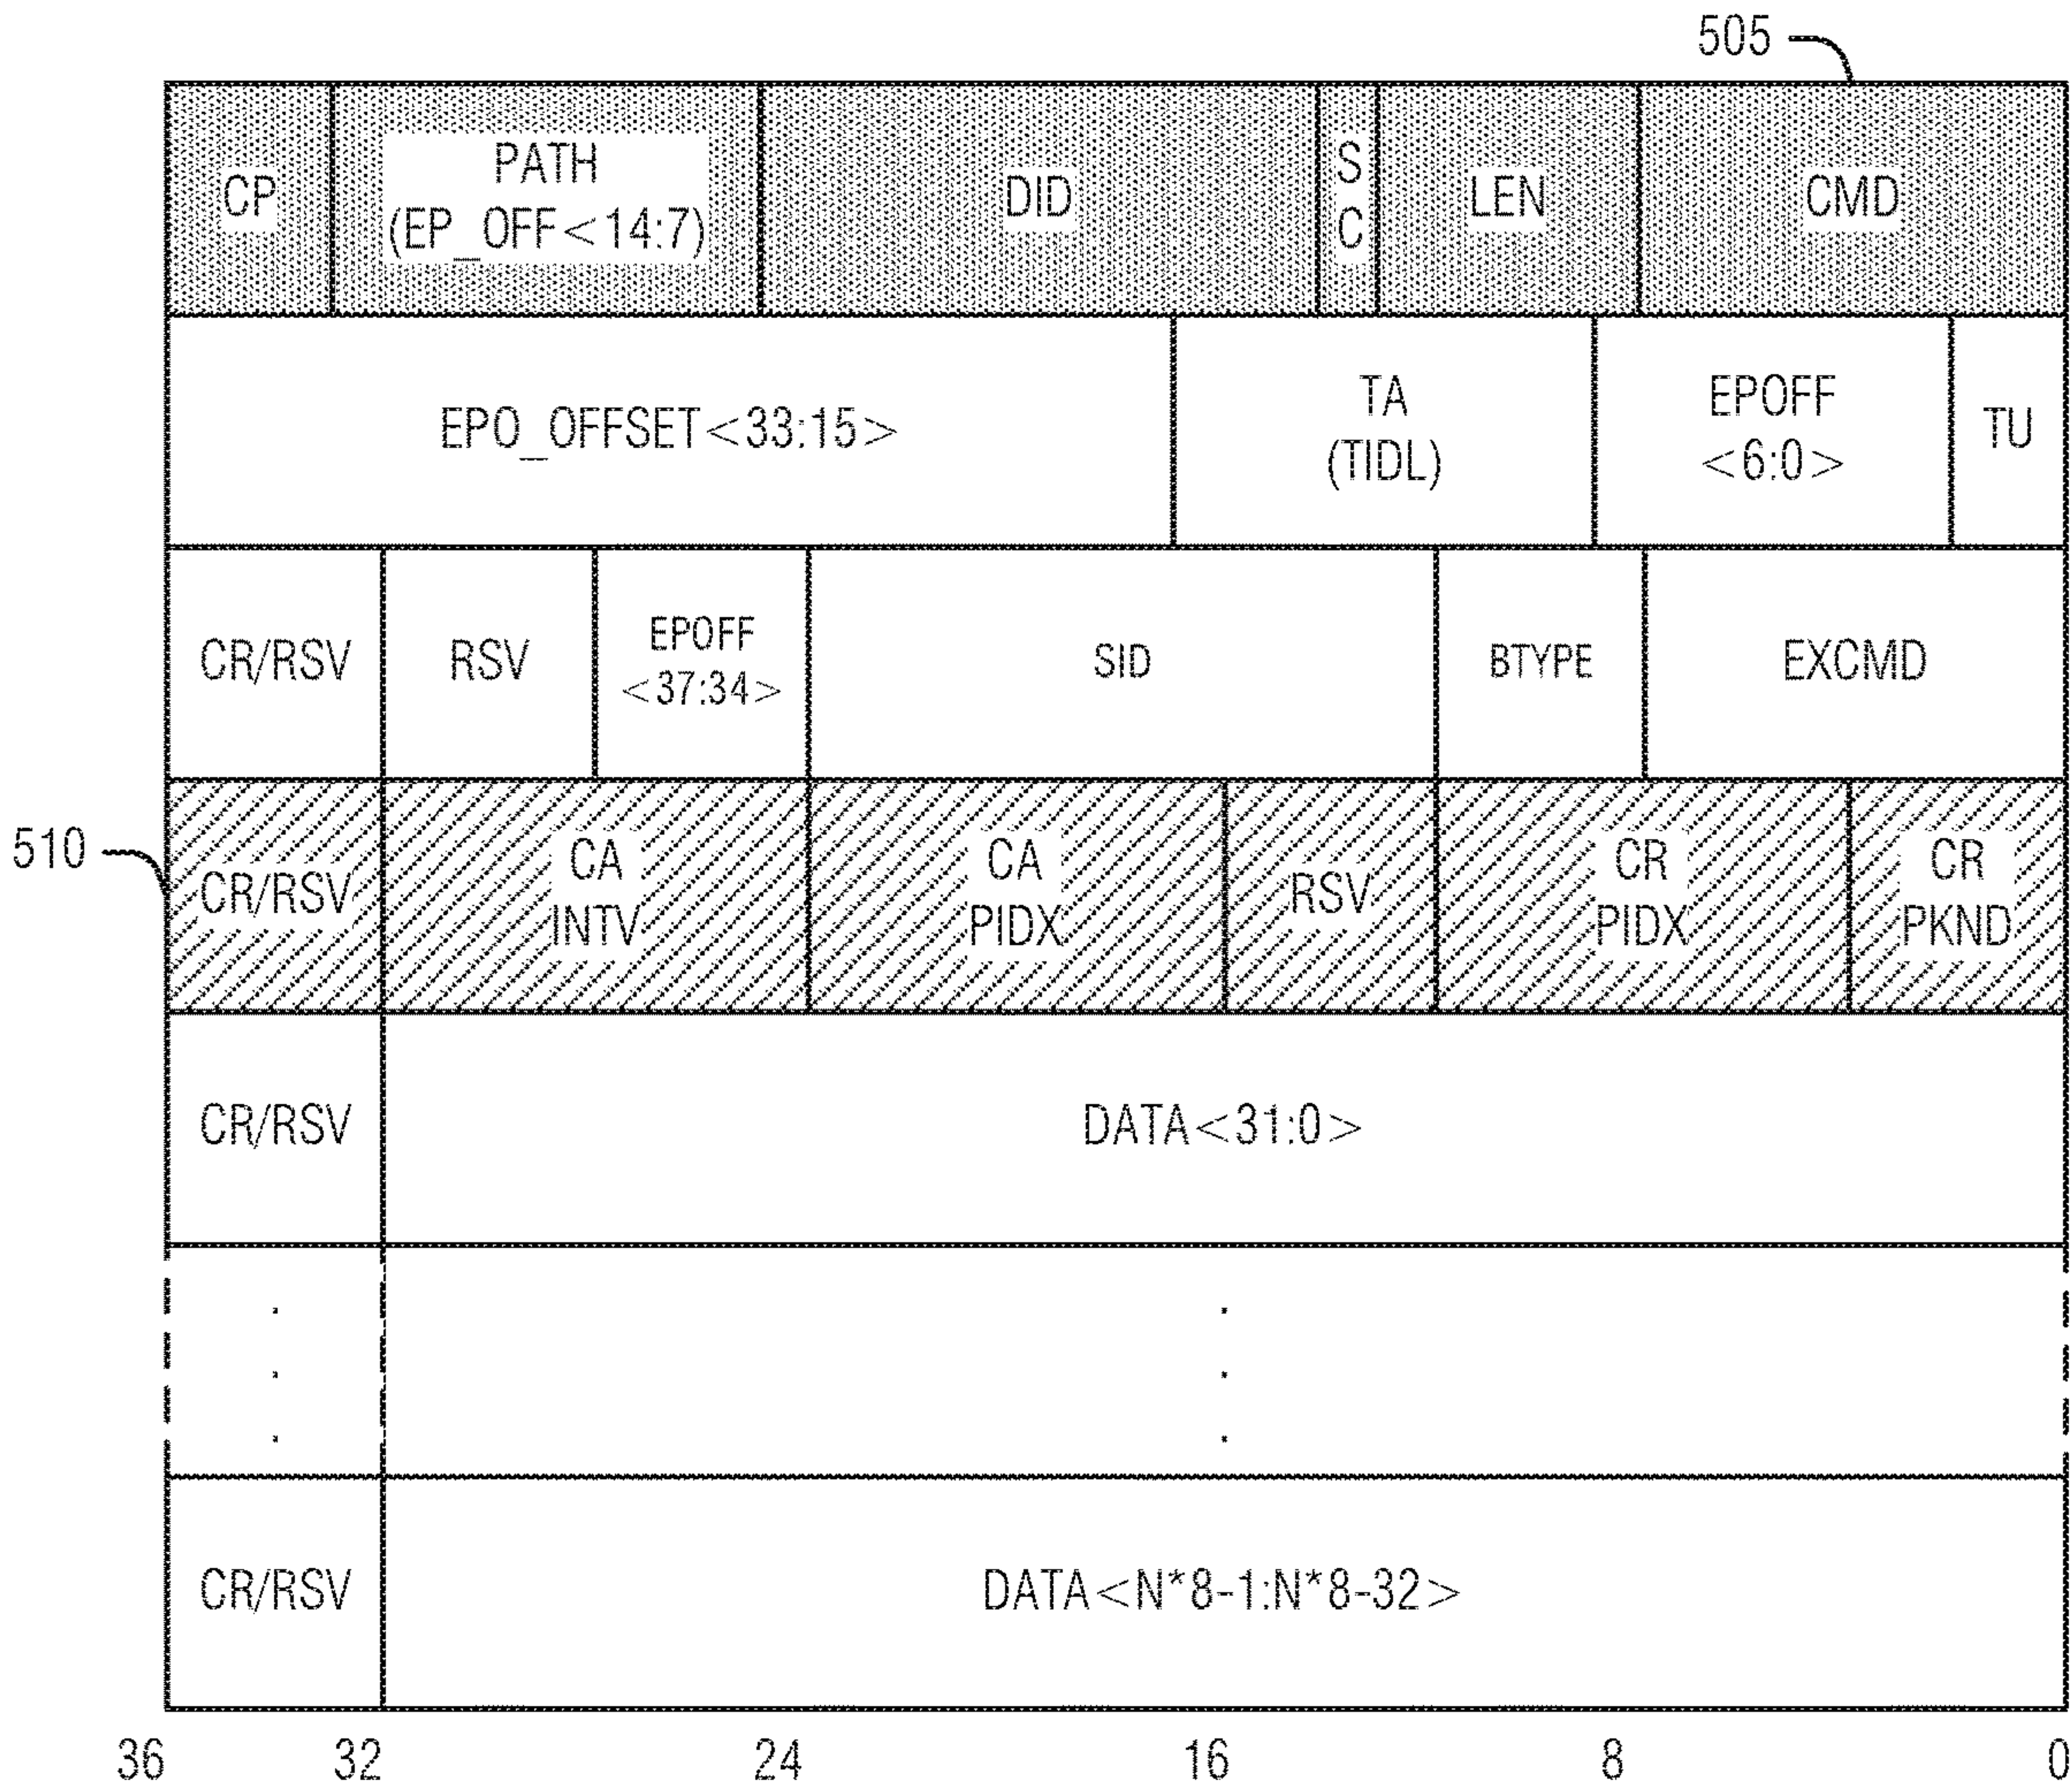 505
CP
PATH
(EP_OFF<14:7)
DID
S
C
LEN
CMD
EPO_OFFSET<33:15>
TA
(TIDL)
EPOFF
<6:0>
TU
CR/RSV
RSV
EPOFF
<37:34>
SID
BTYPE
EXCMD
510
CR/RSV
CA
INTV
CA
PIDX
RSV
CR
PIDX
CR
PKND
CR/RSV
DATA<31:0>
CR/RSV
DATA<N*8-1:N*8-32>
36 32 24 16 8 0